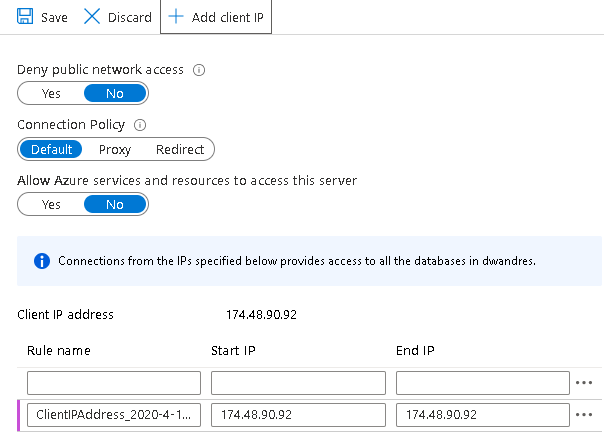 Save Discard Add client IP
Deny public network access
Yes No
Connection Policy
Default Proxy Redirect
Allow Azure services and resources to access this server
Yes No
Connections from the IPs specified below provides access to all the databases in dwandres.
Client IP address 174.48.90.92
Rule name Start IP End IP
ClientIPAddress_2020-4-1... 174.48.90.92 174.48.90.92